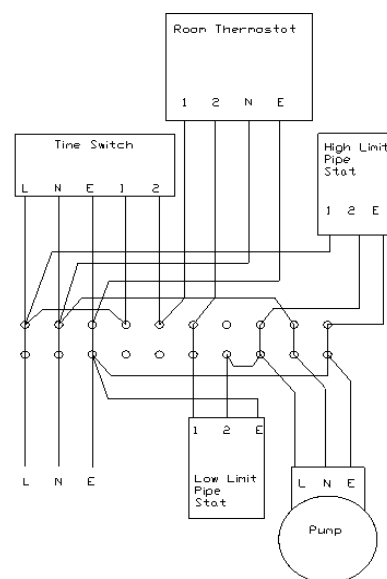 Room Thermostat
1 2 N E
Time Switch
L N E 1 2
High Limit
Pipe
Stat
1 2 E
1 2 E
Low Limit
Pipe
Stat
L N E
L N E
Pump